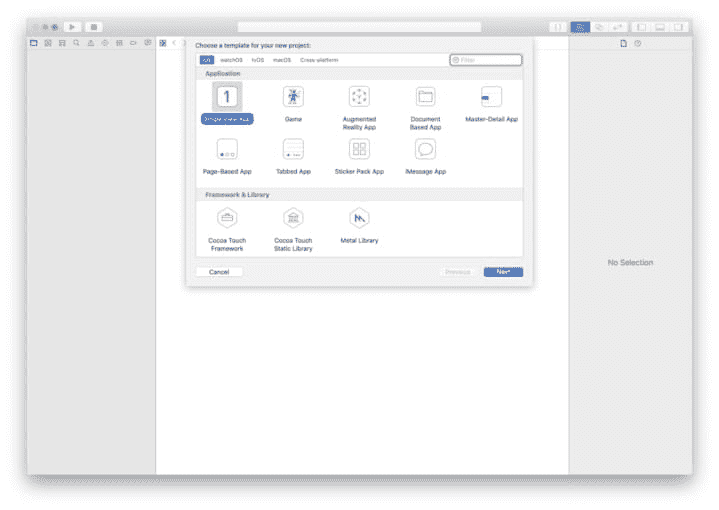 Choose a template for your new project:
watchOS tvOS macOS Cross-platform
Filter
Application
1
Single View App
Game
Augmented
Reality App
Document
Based App
Master-Detail App
Page-Based App
Tabbed App
Sticker Pack App
iMessage App
Framework & Library
Cocoa Touch
Framework
Cocoa Touch
Static Library
Metal Library
Cancel
Previous
Next
No Selection